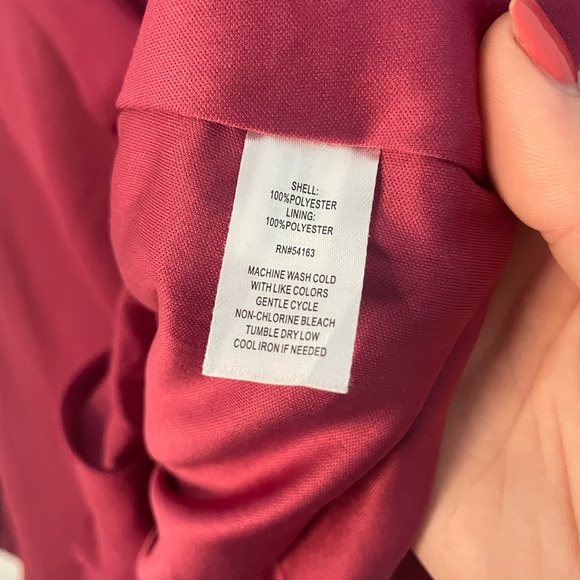 SHELL:
100%POLYESTER
LINING:
100%POLYESTER
RN#54163
MACHINE WASH COLD
WITH LIKE COLORS
GENTLE CYCLE
NON-CHLORINE BLEACH
TUMBLE DRY LOW
COOL IRON IF NEEDED